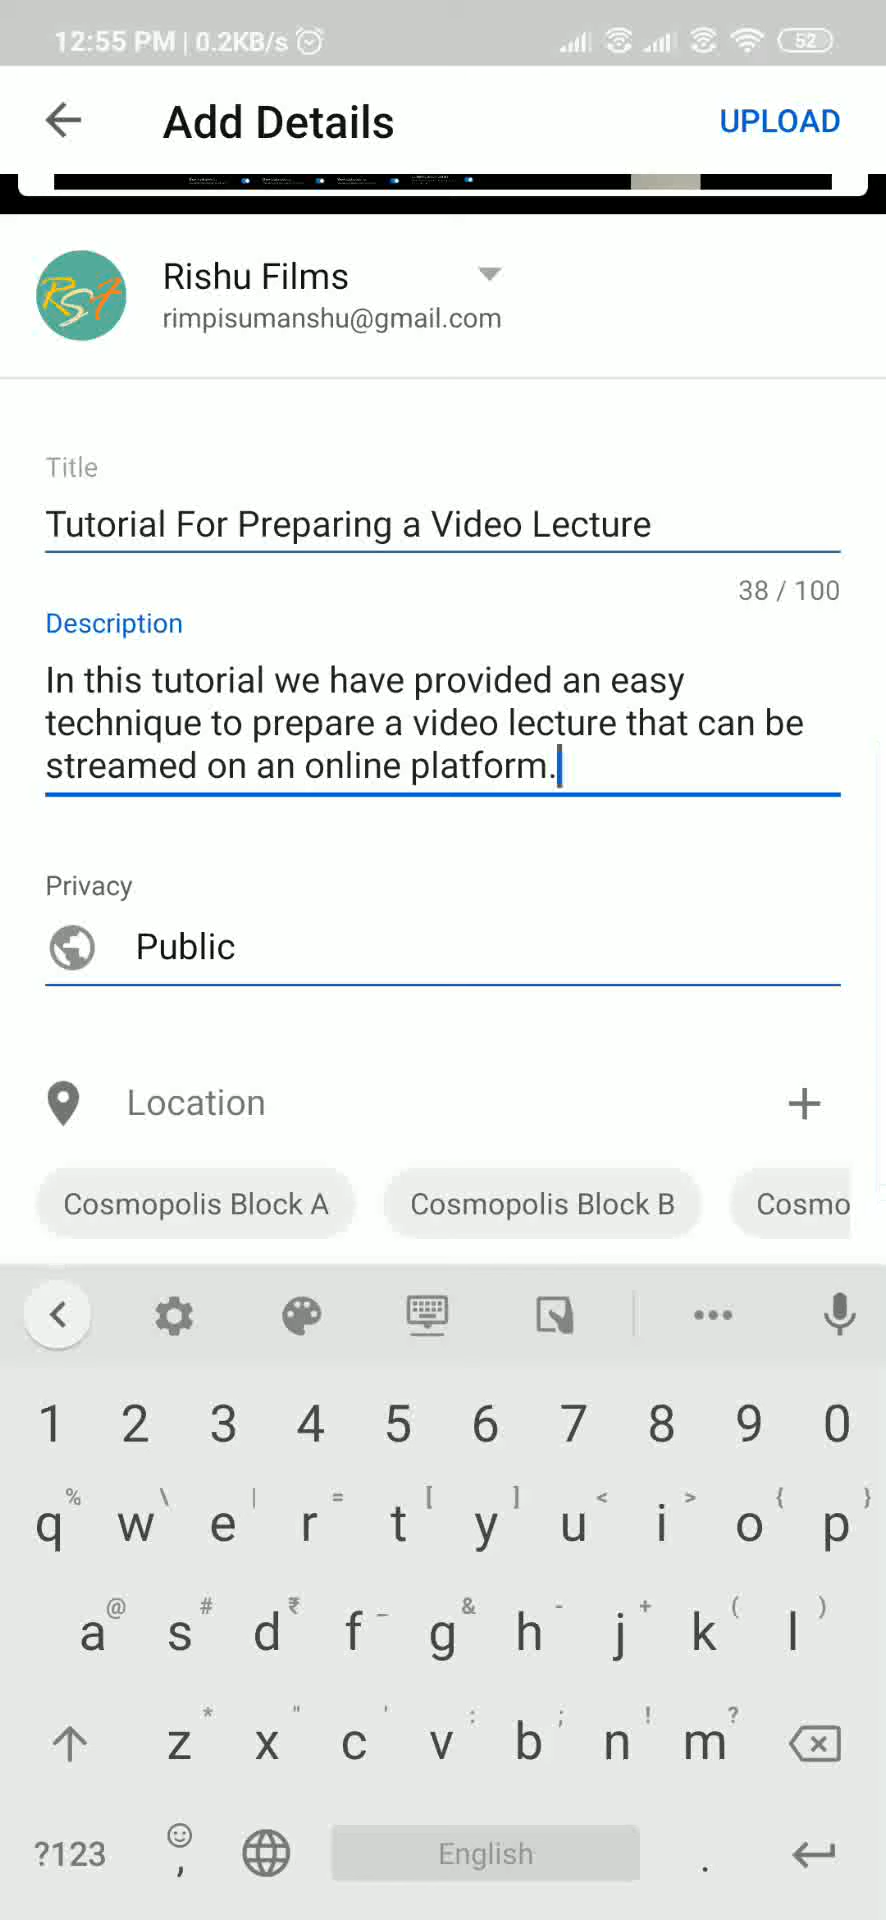 12:55 PM | 0.2KB/s 52
Add Details UPLOAD
RSF
Rishu Films
rimpisumanshu@gmail.com
Title
Tutorial For Preparing a Video Lecture
38 / 100
Description
In this tutorial we have provided an easy
technique to prepare a video lecture that can be
streamed on an online platform.
Privacy
Public
Location +
Cosmopolis Block A Cosmopolis Block B Cosmo
1 2 3 4 5 6 7 8 9 0
% \ | = [ ] < > { }
q w e r t y u i o p
@ # ₹ _ & - + ( )
a s d f g h j k l
* " ' : ; ! ?
z x c v b n m
?123 , English .